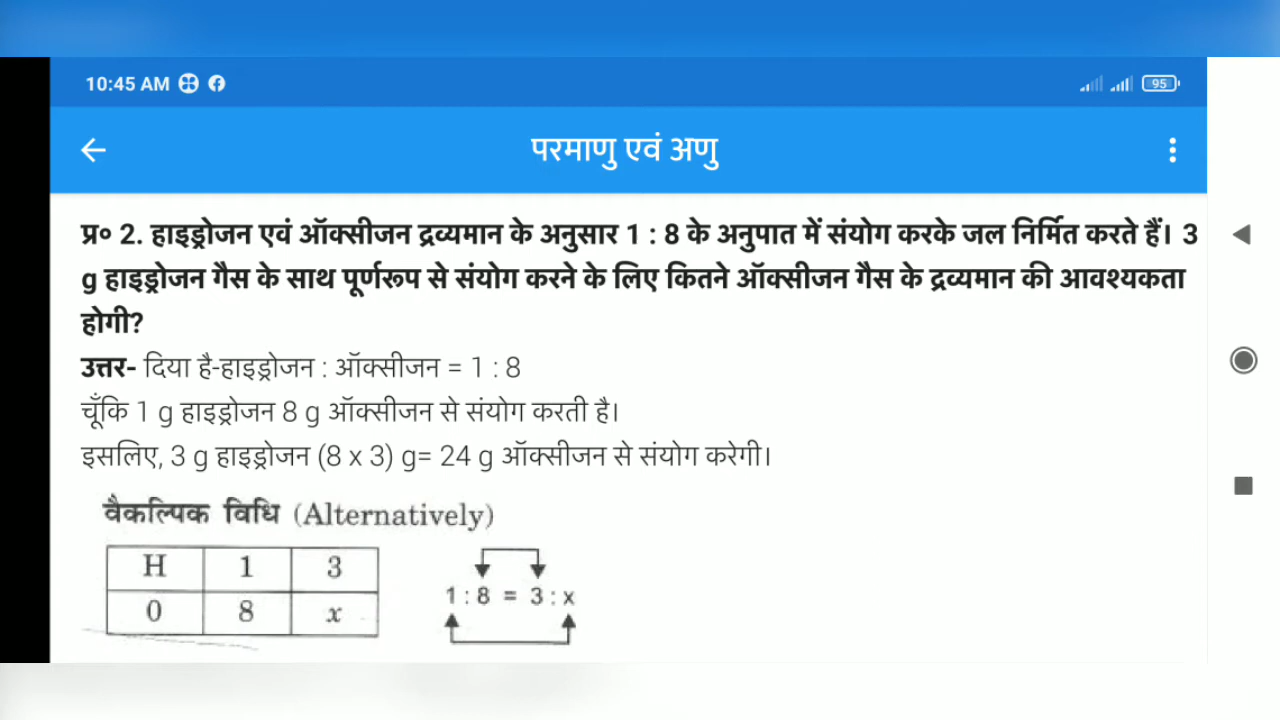 10:45 AM
95
परमाणु एवं अणु
प्र० 2. हाइड्रोजन एवं ऑक्सीजन द्रव्यमान के अनुसार 1 : 8 के अनुपात में संयोग करके जल निर्मित करते हैं। 3
g हाइड्रोजन गैस के साथ पूर्णरूप से संयोग करने के लिए कितने ऑक्सीजन गैस के द्रव्यमान की आवश्यकता
होगी?
उत्तर- दिया है-हाइड्रोजन : ऑक्सीजन = 1 : 8
चूँकि 1 g हाइड्रोजन 8 g ऑक्सीजन से संयोग करती है।
इसलिए, 3 g हाइड्रोजन (8 x 3) g= 24 g ऑक्सीजन से संयोग करेगी।
वैकल्पिक विधि (Alternatively)
H 1 3
0 8 x
1 : 8 = 3 : x